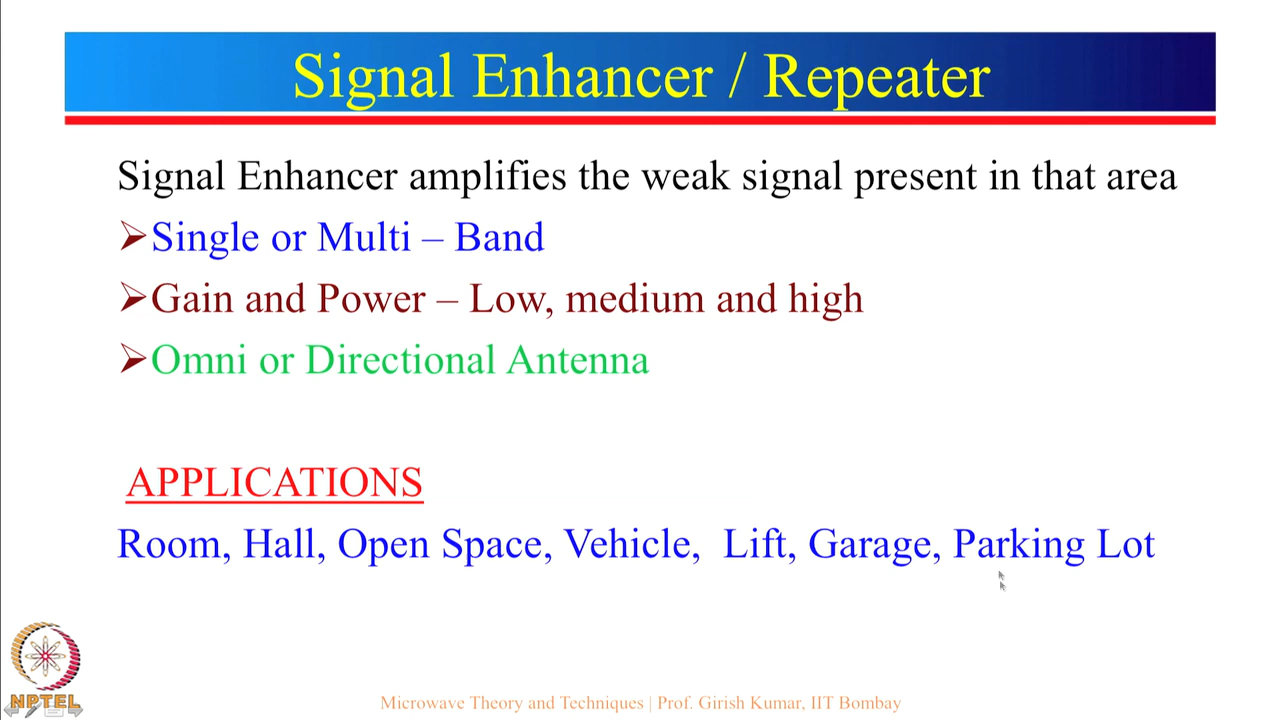 Signal Enhancer / Repeater
Signal Enhancer amplifies the weak signal present in that area
➢Single or Multi – Band
➢Gain and Power – Low, medium and high
➢Omni or Directional Antenna
APPLICATIONS
Room, Hall, Open Space, Vehicle, Lift, Garage, Parking Lot
NPTEL
Microwave Theory and Techniques | Prof. Girish Kumar, IIT Bombay